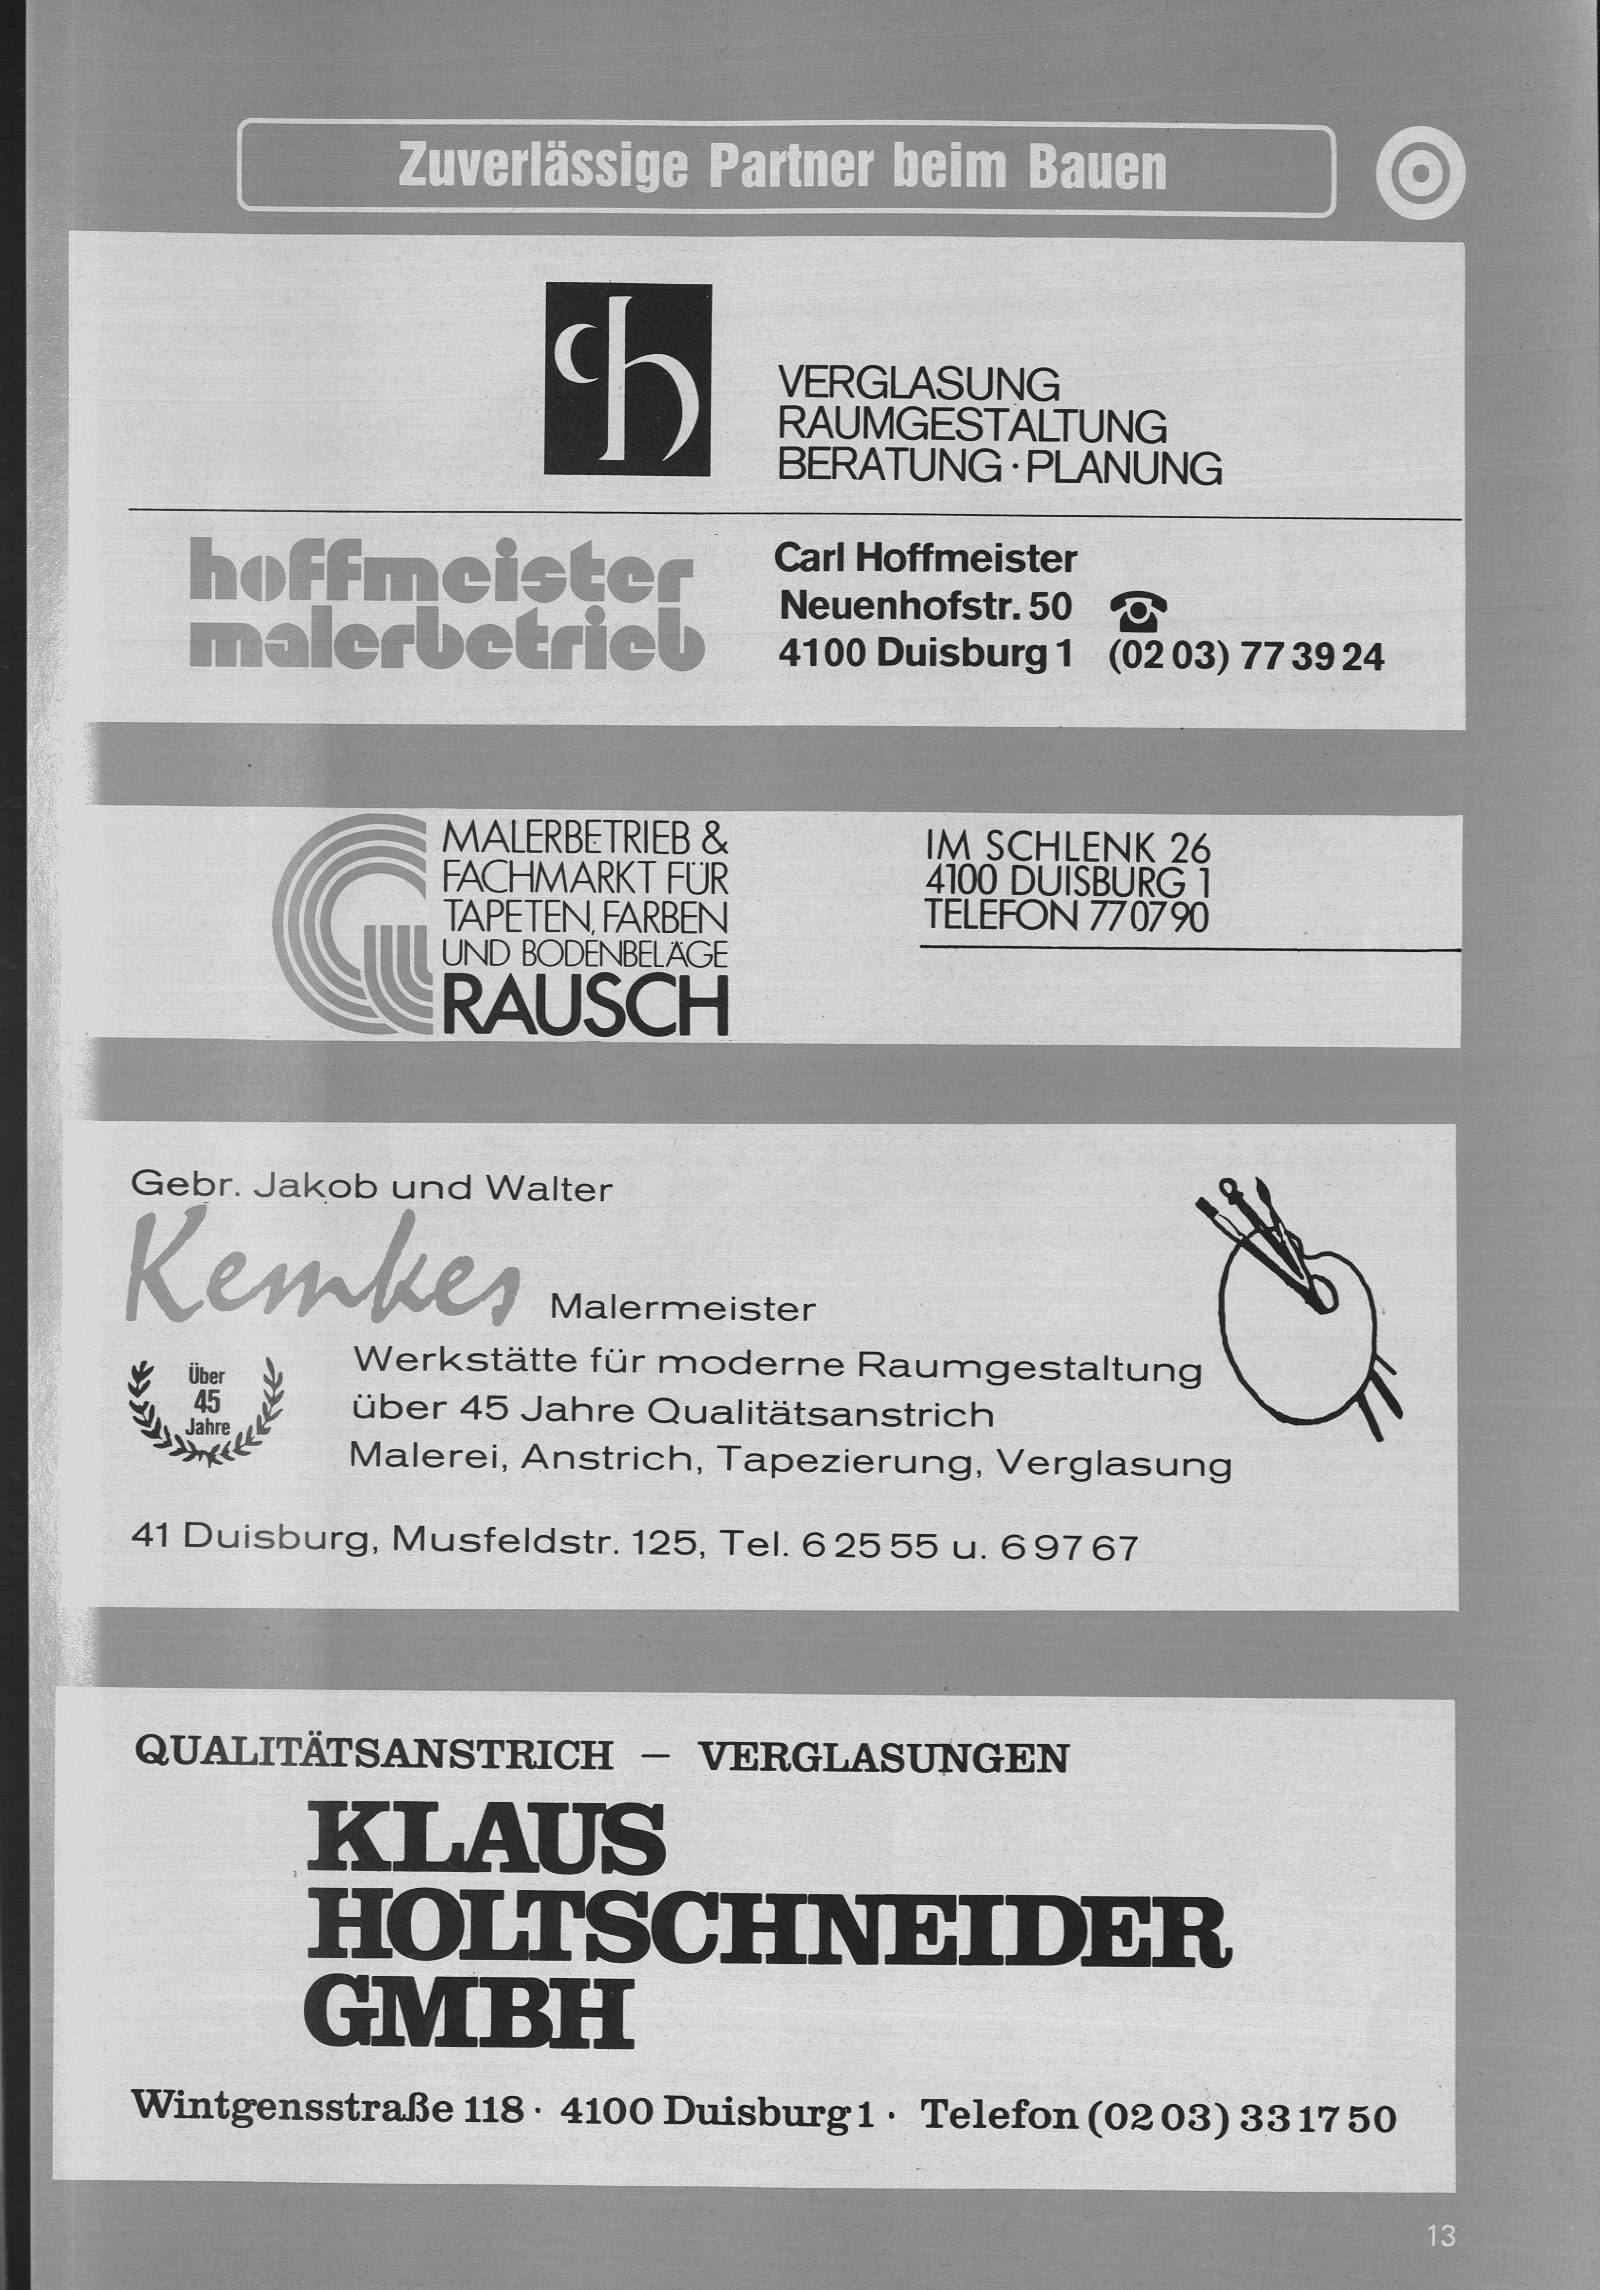 Zuverlässige Partner beim Bauen
ch
VERGLASUNG
RAUMGESTALTUNG
BERATUNG · PLANUNG
hoffmeister
malerbetrieb
Carl Hoffmeister
Neuenhofstr. 50
4100 Duisburg 1 (02 03) 77 39 24
MALERBETRIEB &
FACHMARKT FÜR
TAPETEN, FARBEN
UND BODENBELÄGE
RAUSCH
IM SCHLENK 26
4100 DUISBURG 1
TELEFON 77 07 90
Gebr. Jakob und Walter
Kemkes Malermeister
Über
45
Jahre
Werkstätte für moderne Raumgestaltung
über 45 Jahre Qualitätsanstrich
Malerei, Anstrich, Tapezierung, Verglasung
41 Duisburg, Musfeldstr. 125, Tel. 6 25 55 u. 6 97 67
QUALITÄTSANSTRICH — VERGLASUNGEN
KLAUS
HOLTSCHNEIDER
GMBH
Wintgensstraße 118 · 4100 Duisburg 1 · Telefon (02 03) 33 17 50
13